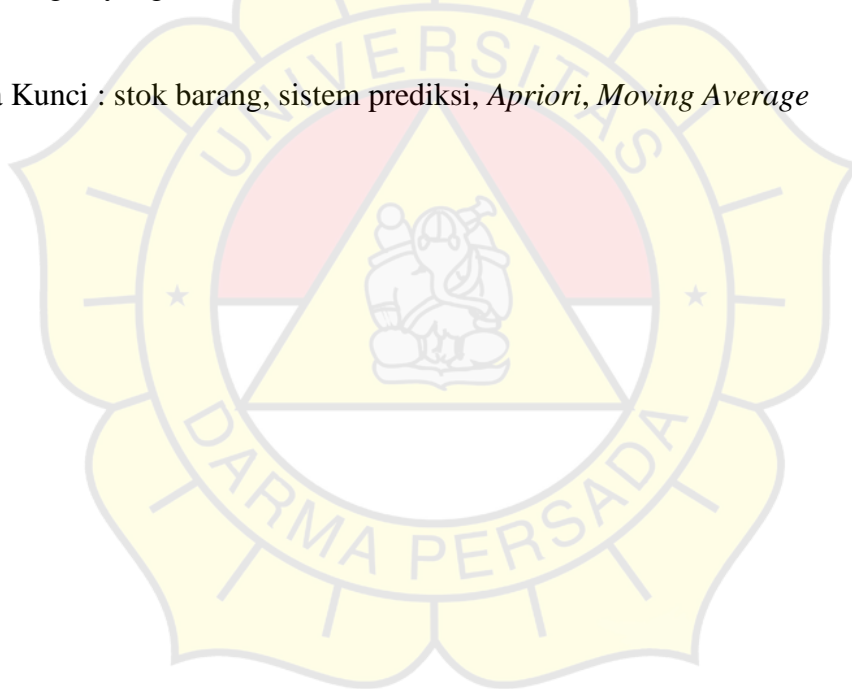 Kunci : stok barang, sistem prediksi, Apriori, Moving Average
UNIVERSITAS
DARMA PERSADA